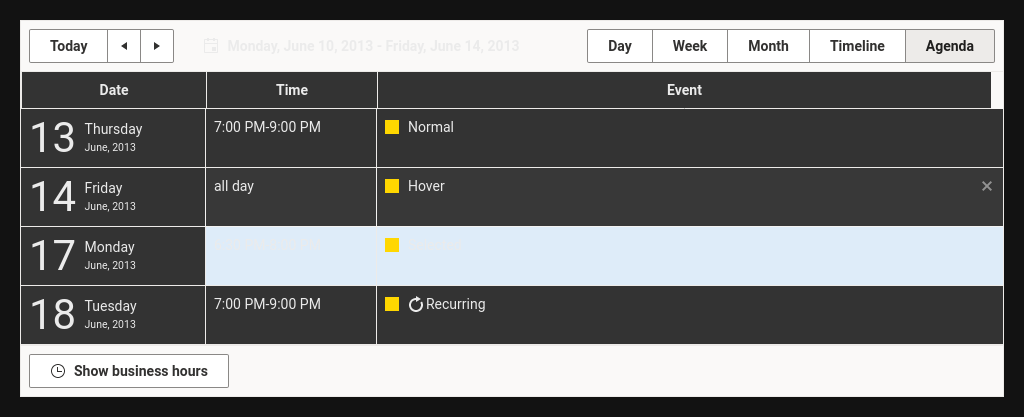 Today
Monday, June 10, 2013 - Friday, June 14, 2013
Day Week Month Timeline Agenda
Date Time Event
13 Thursday
June, 2013
7:00 PM-9:00 PM
Normal
14 Friday
June, 2013
all day
Hover
17 Monday
June, 2013
18 Tuesday
June, 2013
7:00 PM-9:00 PM
Recurring
Show business hours